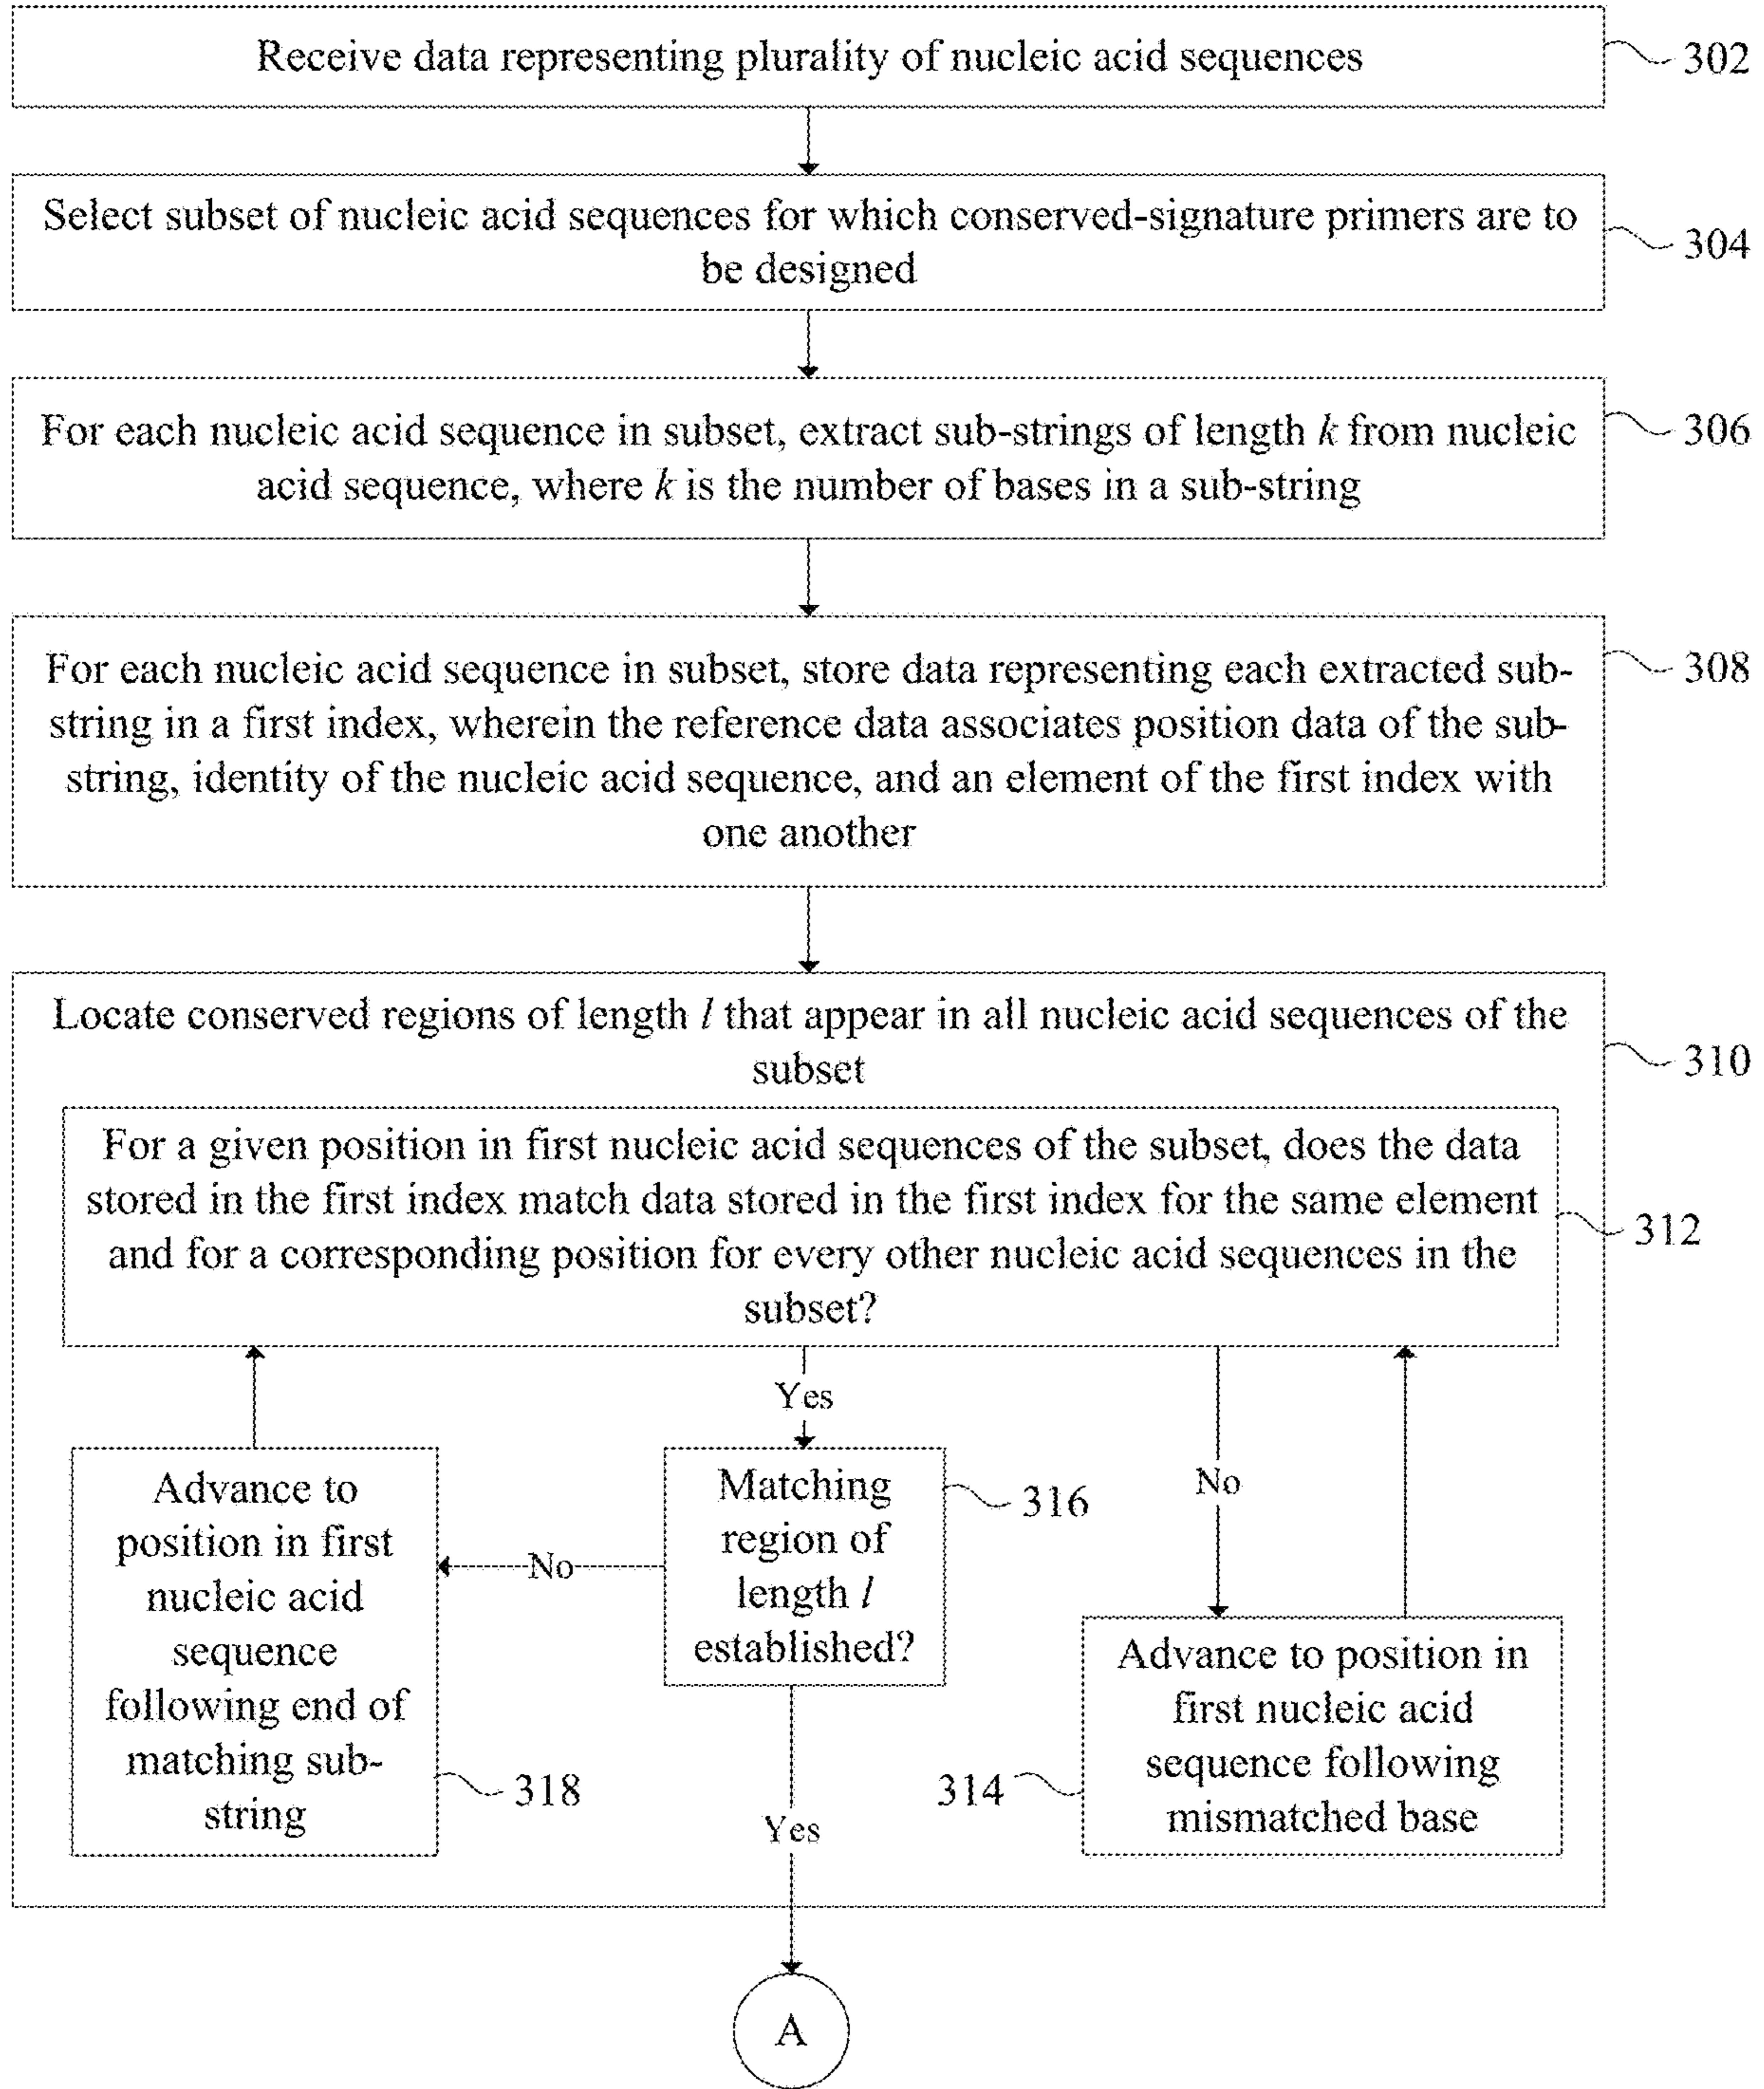 Receive data representing plurality of nucleic acid sequences
302
Select subset of nucleic acid sequences for which conserved-signature primers are to
be designed
304
For each nucleic acid sequence in subset, extract sub-strings of length k from nucleic
acid sequence, where k is the number of bases in a sub-string
306
For each nucleic acid sequence in subset, store data representing each extracted sub-
string in a first index, wherein the reference data associates position data of the sub-
string, identity of the nucleic acid sequence, and an element of the first index with
one another
308
Locate conserved regions of length l that appear in all nucleic acid sequences of the
subset
310
For a given position in first nucleic acid sequences of the subset, does the data
stored in the first index match data stored in the first index for the same element
and for a corresponding position for every other nucleic acid sequences in the
subset?
312
Yes
No
Advance to
position in first
nucleic acid
sequence
following end of
matching sub-
string
318
No
Matching
region of
length l
established?
316
Yes
Advance to position in
first nucleic acid
sequence following
mismatched base
314
A